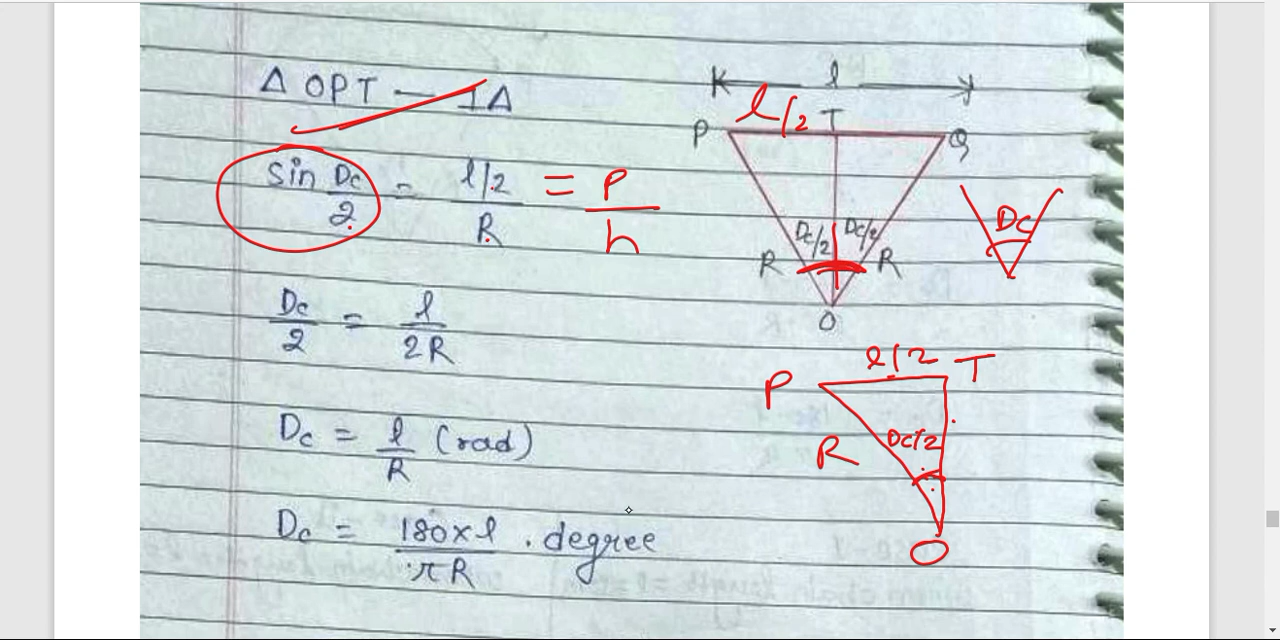 Δ OPT — IΔ
sin Dc/2 = l/2 / R = P/h
Dc/2 = l/2R
Dc = l/R (rad)
Dc = 180×l/πR . degree
l
l/2
P T Q
Dc/2 Dc/2
R R
O
Dc
l/2
P T
R Dc/2
O